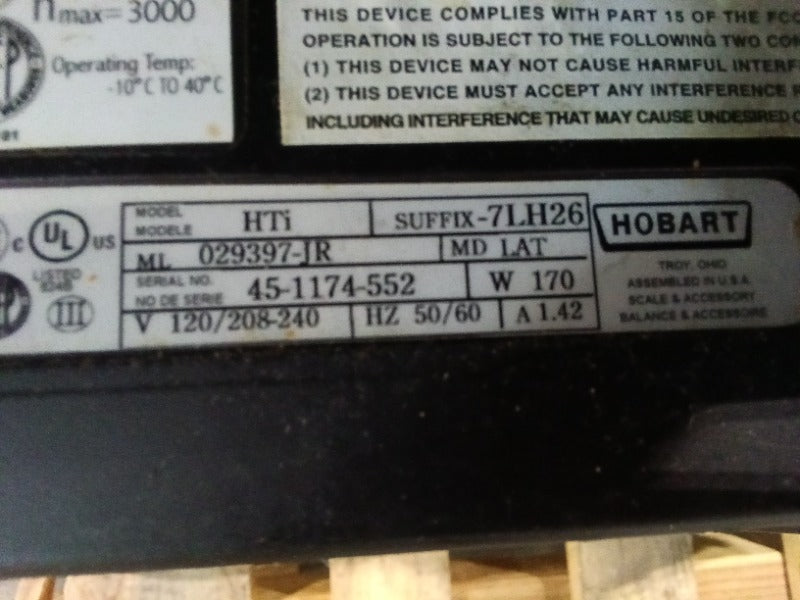 nmax= 3000
Operating Temp:
-10°C TO 40°C
THIS DEVICE COMPLIES WITH PART 15 OF THE FCC
OPERATION IS SUBJECT TO THE FOLLOWING TWO CON
(1) THIS DEVICE MAY NOT CAUSE HARMFUL INTERF
(2) THIS DEVICE MUST ACCEPT ANY INTERFERENCE R
INCLUDING INTERFERENCE THAT MAY CAUSE UNDESIRED O
C UL US
LISTED
III
MODEL
MODELE HTi SUFFIX-7LH26
ML 029397-JR MD LAT
SERIAL NO.
NO DE SERIE 45-1174-552 W 170
V 120/208-240 HZ 50/60 A 1.42
HOBART
TROY, OHIO
ASSEMBLED IN U.S.A.
SCALE & ACCESSORY
BALANCE & ACCESSOIRE